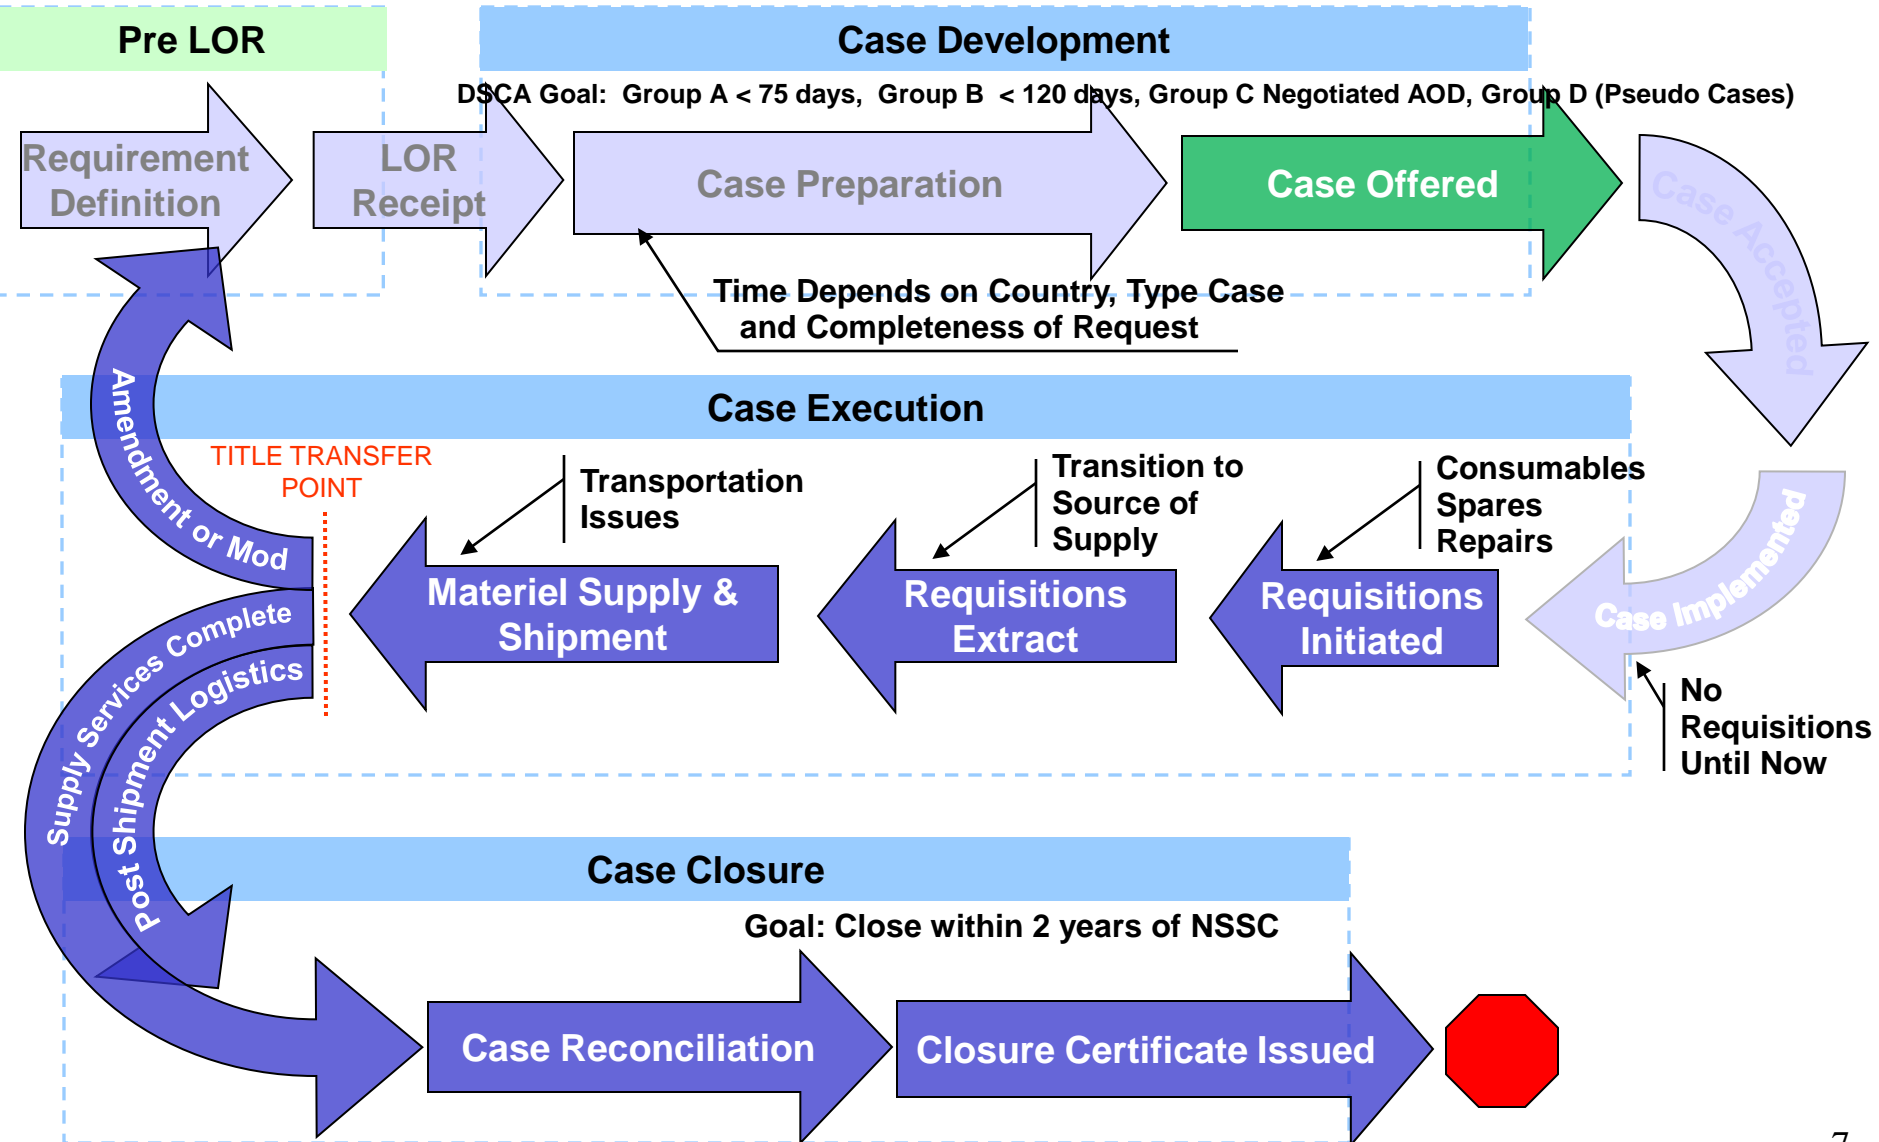 Pre LOR
Case Development
DSCA Goal:  Group A < 75 days,  Group B  < 120 days, Group C Negotiated AOD, Group D (Pseudo Cases)
Requirement
Definition
LOR
Receipt
Case Preparation
Case Offered
Case Accepted
Time Depends on Country, Type Case
and Completeness of Request
Case Execution
Amendment or Mod
TITLE TRANSFER
POINT
Transportation
Issues
Transition to
Source of
Supply
Consumables
Spares
Repairs
Materiel Supply &
Shipment
Requisitions
Extract
Requisitions
Initiated
Case Implemented
No
Requisitions
Until Now
Supply Services Complete
Post Shipment Logistics
Case Closure
Goal: Close within 2 years of NSSC
Case Reconciliation
Closure Certificate Issued
7